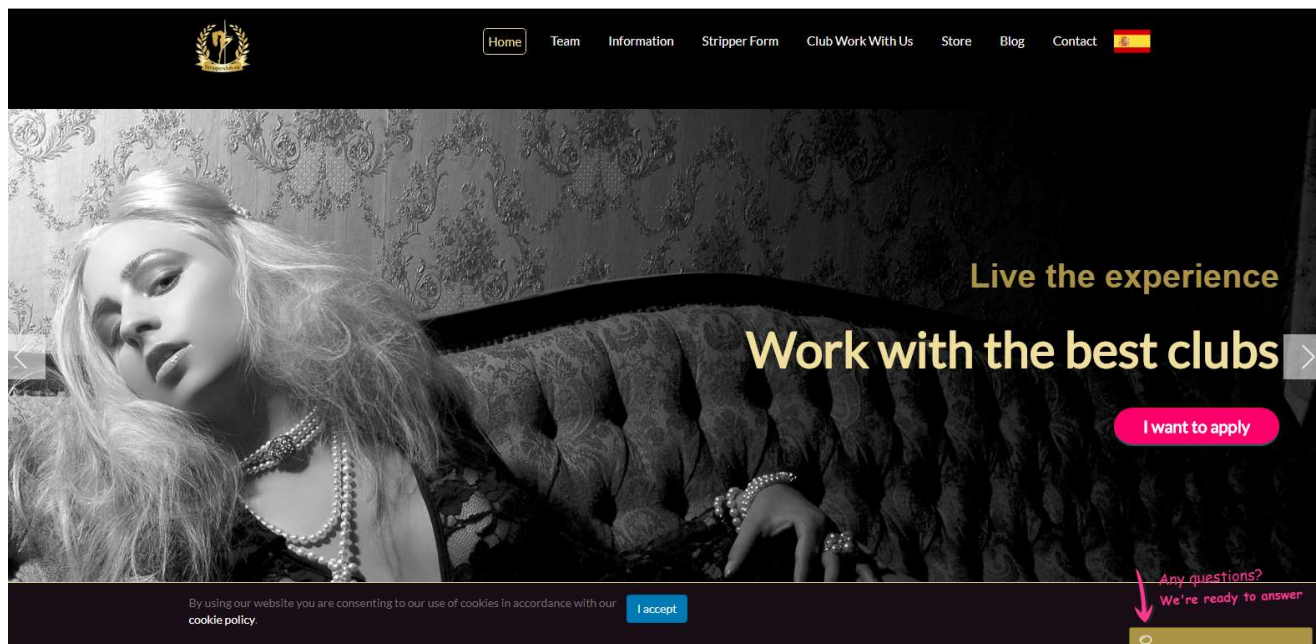 Home
Team
Information
Stripper Form
Club Work With Us
Store
Blog
Contact
Live the experience
Work with the best clubs
I want to apply
Any questions?
We're ready to answer
By using our website you are consenting to our use of cookies in accordance with our
cookie policy.
I accept